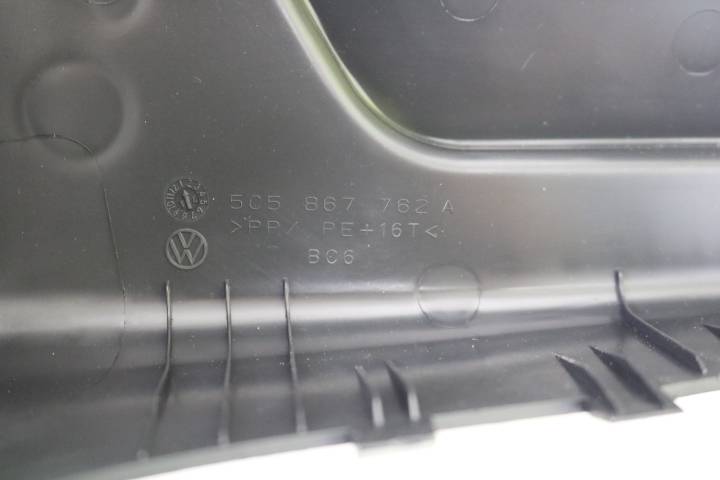 5C5 867 762 A
>PP/ PE+16T<
BC6